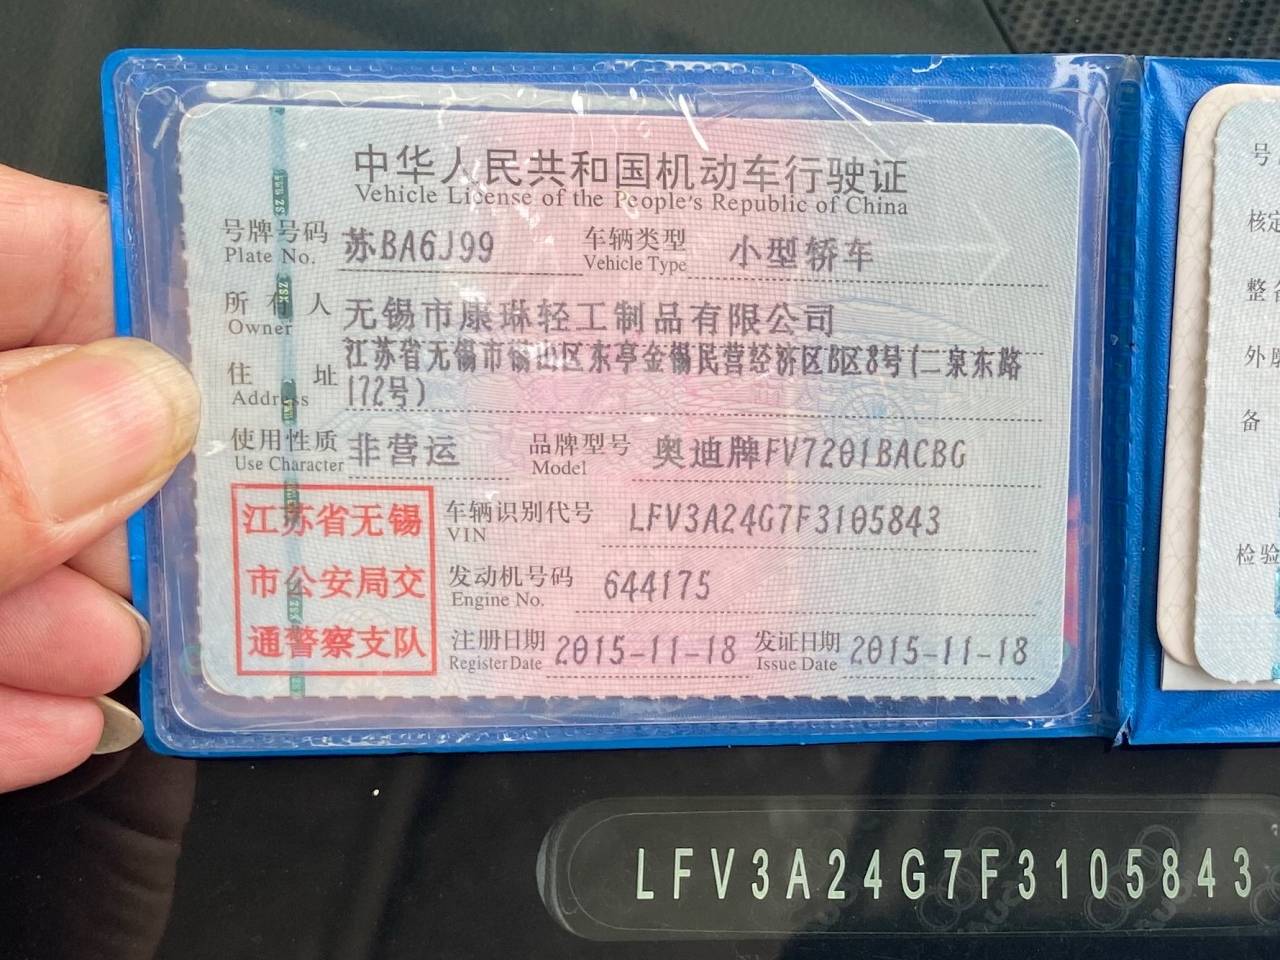 中华人民共和国机动车行驶证
Vehicle License of the People's Republic of China
号牌号码 苏BA6J99 车辆类型 小型轿车
Plate No. Vehicle Type
所有人 无锡市康琳轻工制品有限公司
Owner
住址 江苏省无锡市锡山区东亭金锡民营经济区B区8号(二泉东路
Address 172号)
使用性质 非营运 品牌型号 奥迪牌FV7201BACBG
Use Character Model
江苏省无锡
市公安局交
通警察支队
车辆识别代号 LFV3A24G7F3105843
VIN
发动机号码 644175
Engine No.
注册日期 2015-11-18 发证日期 2015-11-18
Register Date Issue Date
号
核定
整备
外
备
检验
LFV3A24G7F3105843